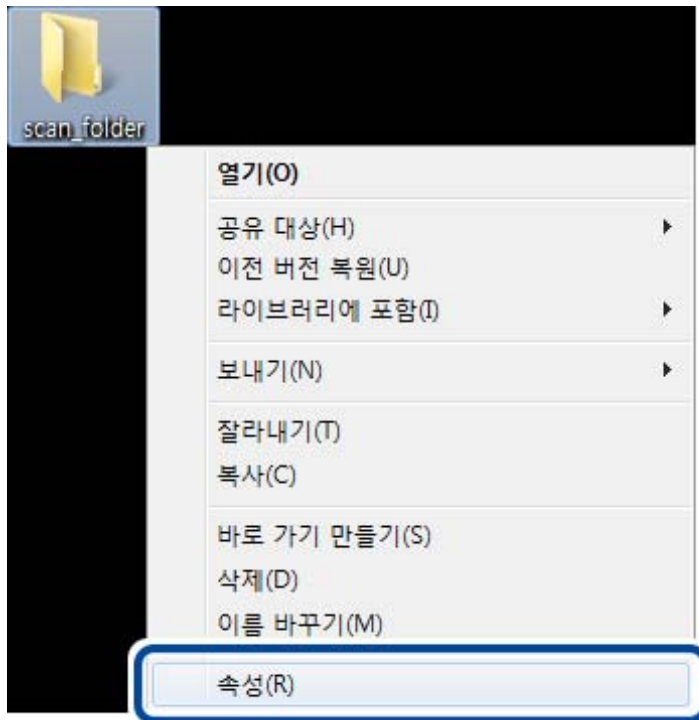 scan_folder
열기(O)
공유 대상(H)
이전 버전 복원(U)
라이브러리에 포함(I)
보내기(N)
잘라내기(T)
복사(C)
바로 가기 만들기(S)
삭제(D)
이름 바꾸기(M)
속성(R)